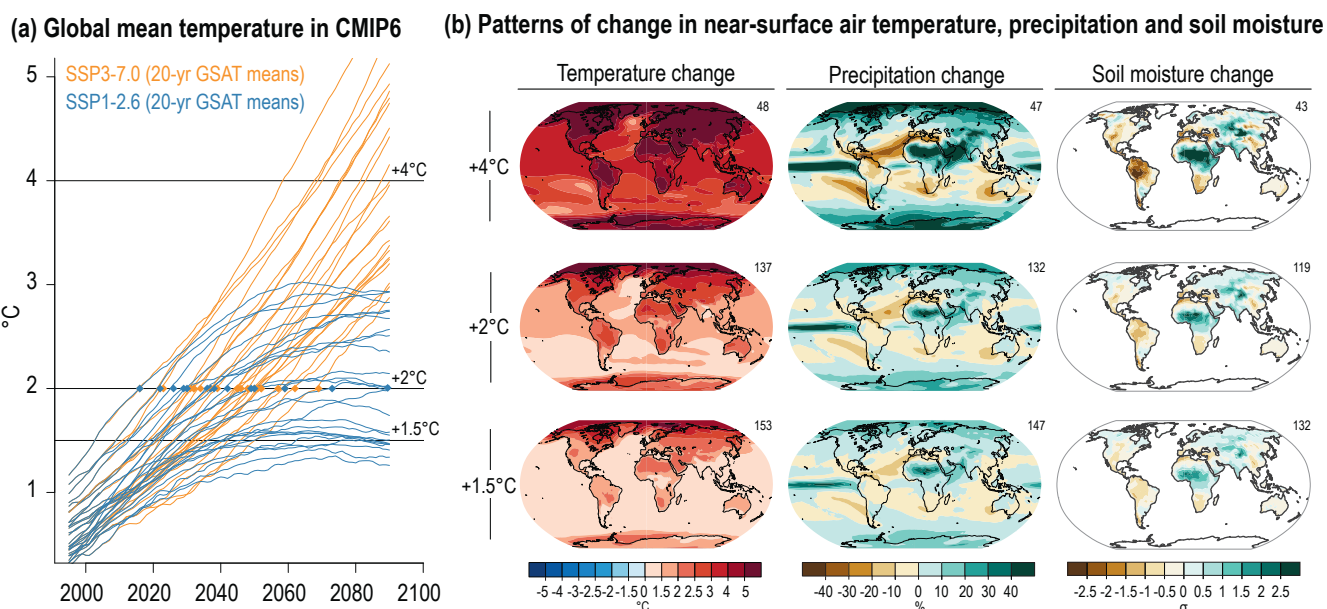 (a) Global mean temperature in CMIP6
(b) Patterns of change in near-surface air temperature, precipitation and soil moisture
SSP3-7.0 (20-yr GSAT means)
SSP1-2.6 (20-yr GSAT means)
5
4
3
2
1
°C
+4°C
+2°C
+1.5°C
2000 2020 2040 2060 2080 2100
Temperature change Precipitation change Soil moisture change
+4°C 48 47 43
+2°C 137 132 119
+1.5°C 153 147 132
-5 -4 -3 -2.5 -2 -1.5 0 1.5 2 2.5 3 4 5
°C
-40 -30 -20 -10 0 10 20 30 40
%
-2.5 -2 -1.5 -1 -0.5 0 0.5 1 1.5 2 2.5
σ